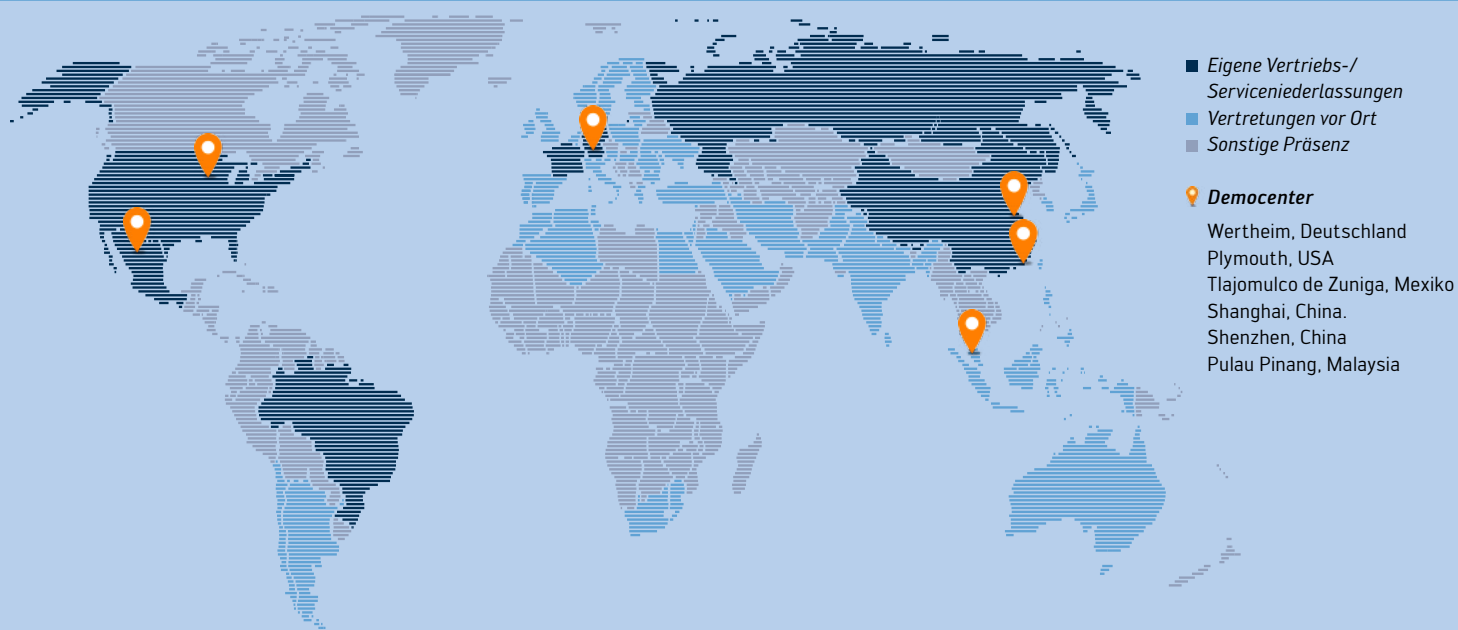 Eigene Vertriebs-/
Serviceniederlassungen
Vertretungen vor Ort
Sonstige Präsenz
Democenter
Wertheim, Deutschland
Plymouth, USA
Tlajomulco de Zuniga, Mexiko
Shanghai, China.
Shenzhen, China
Pulau Pinang, Malaysia